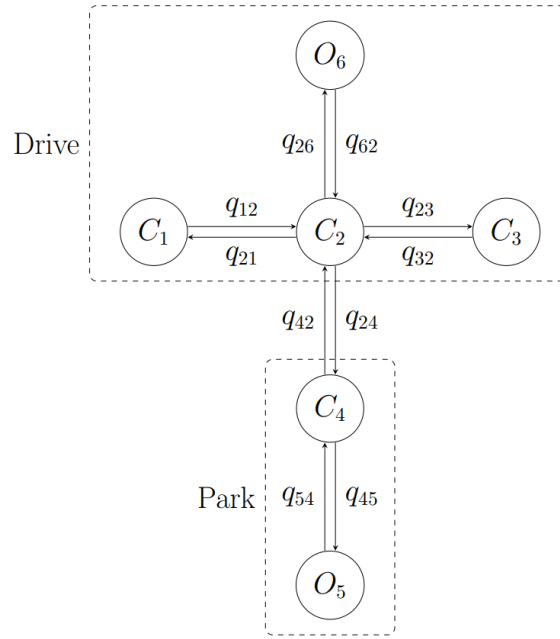 O₆
Drive
q₂₆ q₆₂
q₁₂ q₂₃
C₁ C₂ C₃
q₂₁ q₃₂
q₄₂ q₂₄
C₄
Park
q₅₄ q₄₅
O₅